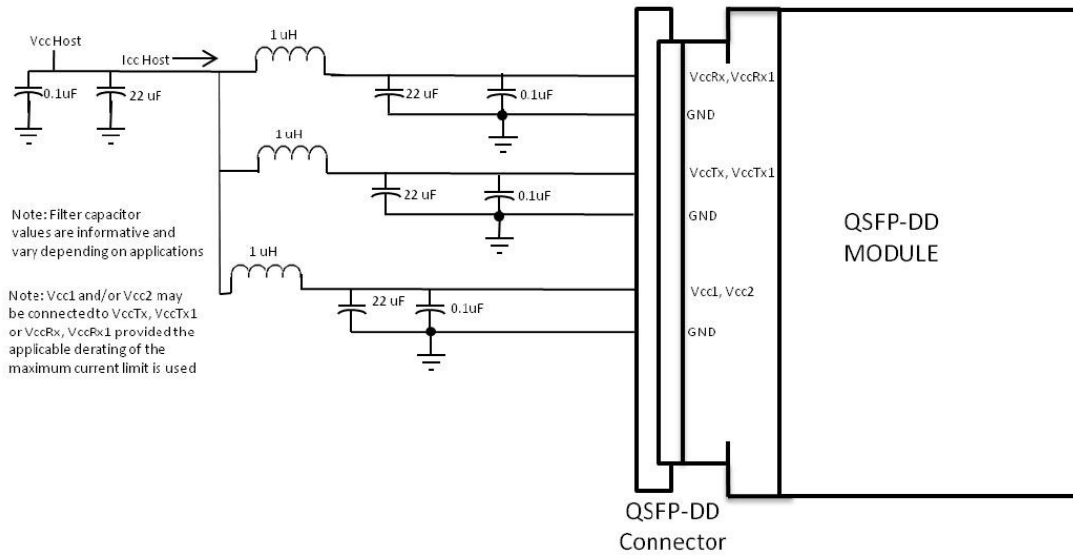 Vcc Host
Icc Host
0.1uF
22 uF
1 uH
22 uF
0.1uF
VccRx, VccRx1
GND
1 uH
22 uF
0.1uF
VccTx, VccTx1
GND
Note: Filter capacitor
values are informative and
vary depending on applications
1 uH
22 uF
0.1uF
Vcc1, Vcc2
GND
Note: Vcc1 and/or Vcc2 may
be connected to VccTx, VccTx1
or VccRx, VccRx1 provided the
applicable derating of the
maximum current limit is used
QSFP-DD
MODULE
QSFP-DD
Connector